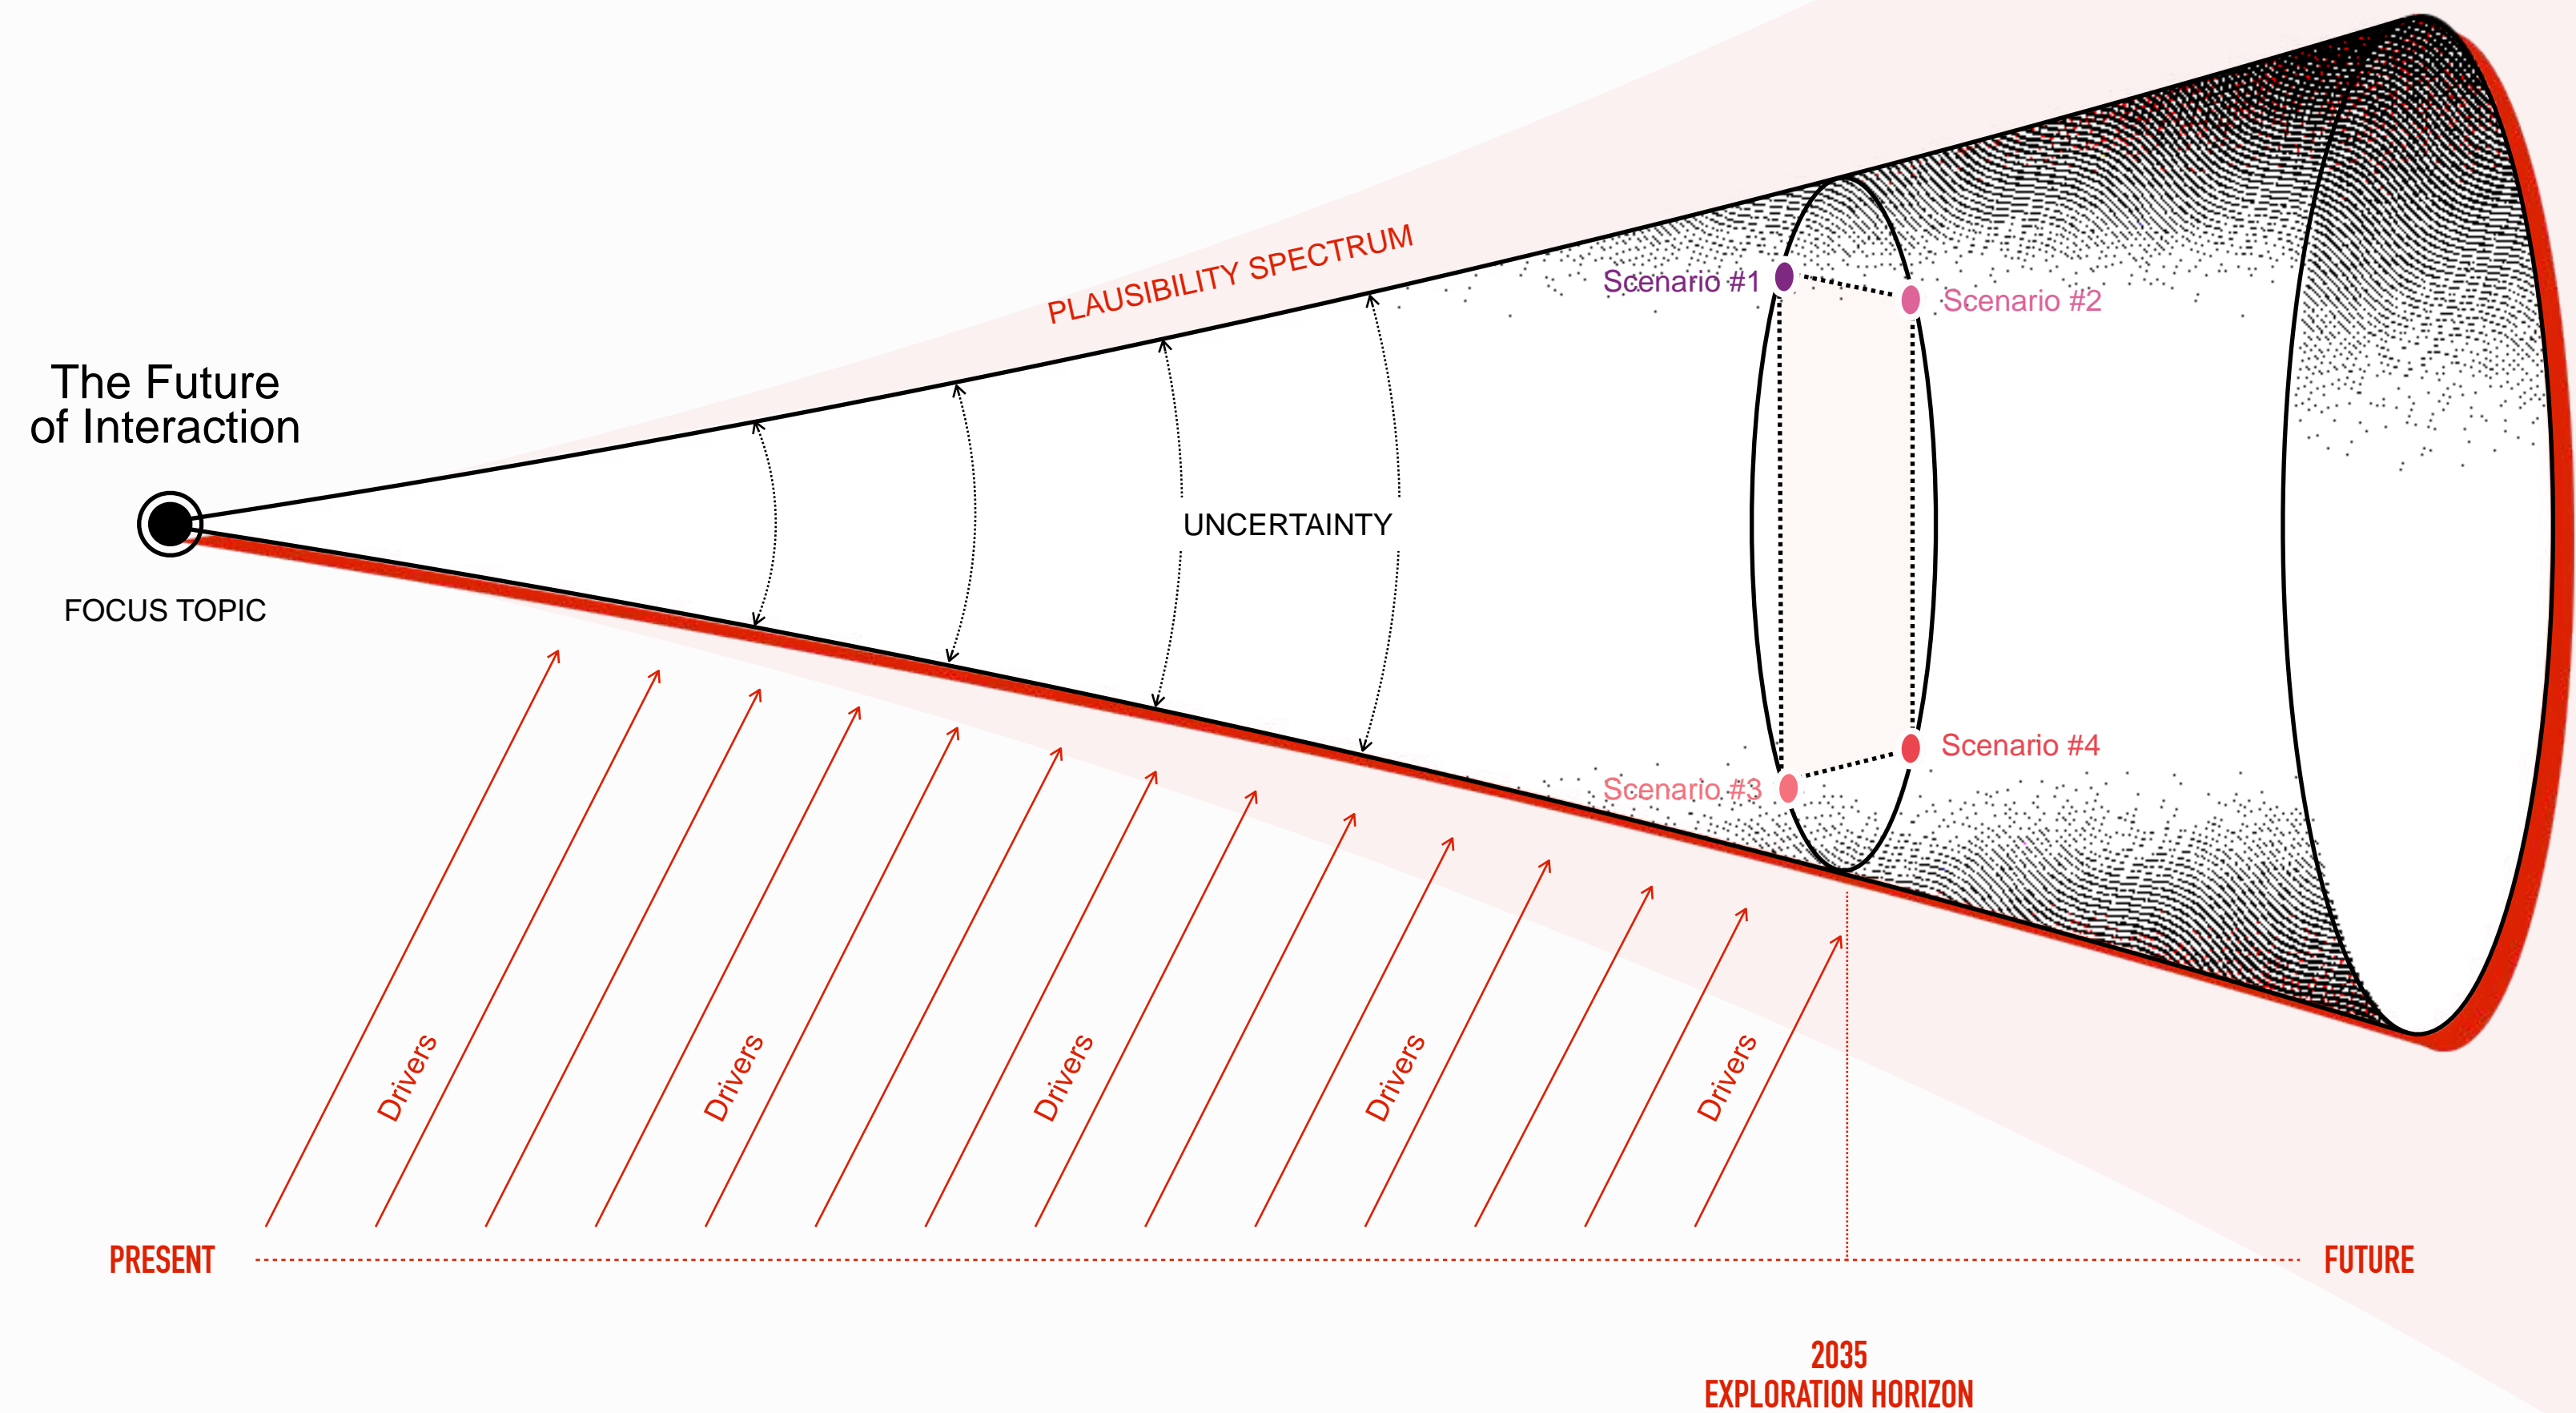 PLAUSIBILITY SPECTRUM
Scenario #1
Scenario #2
The Future
of Interaction
UNCERTAINTY
FOCUS TOPIC
Scenario #4
Scenario #3
Drivers
Drivers
Drivers
Drivers
Drivers
PRESENT
FUTURE
2035
EXPLORATION HORIZON